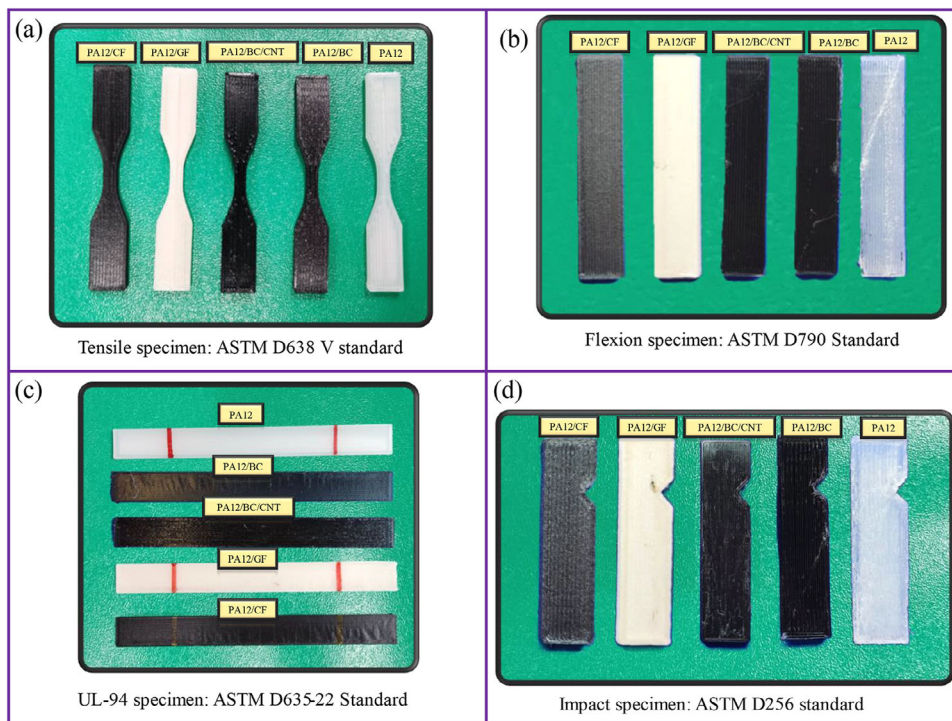 (a)
PA12/CF PA12/GF PA12/BC/CNT PA12/BC PA12
Tensile specimen: ASTM D638 V standard
(b)
PA12/CF PA12/GF PA12/BC/CNT PA12/BC PA12
Flexion specimen: ASTM D790 Standard
(c)
PA12
PA12/BC
PA12/BC/CNT
PA12/GF
PA12/CF
UL-94 specimen: ASTM D635-22 Standard
(d)
PA12/CF PA12/GF PA12/BC/CNT PA12/BC PA12
Impact specimen: ASTM D256 standard